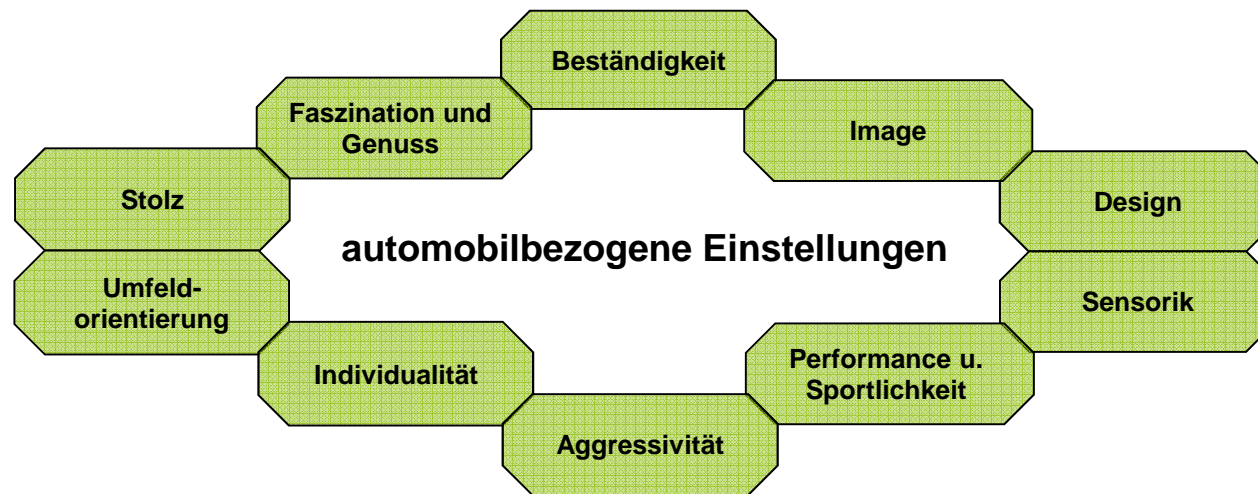 Beständigkeit
Faszination und
Genuss
Image
Stolz
Design
automobilbezogene Einstellungen
Umfeld-
orientierung
Sensorik
Individualität
Performance u.
Sportlichkeit
Aggressivität